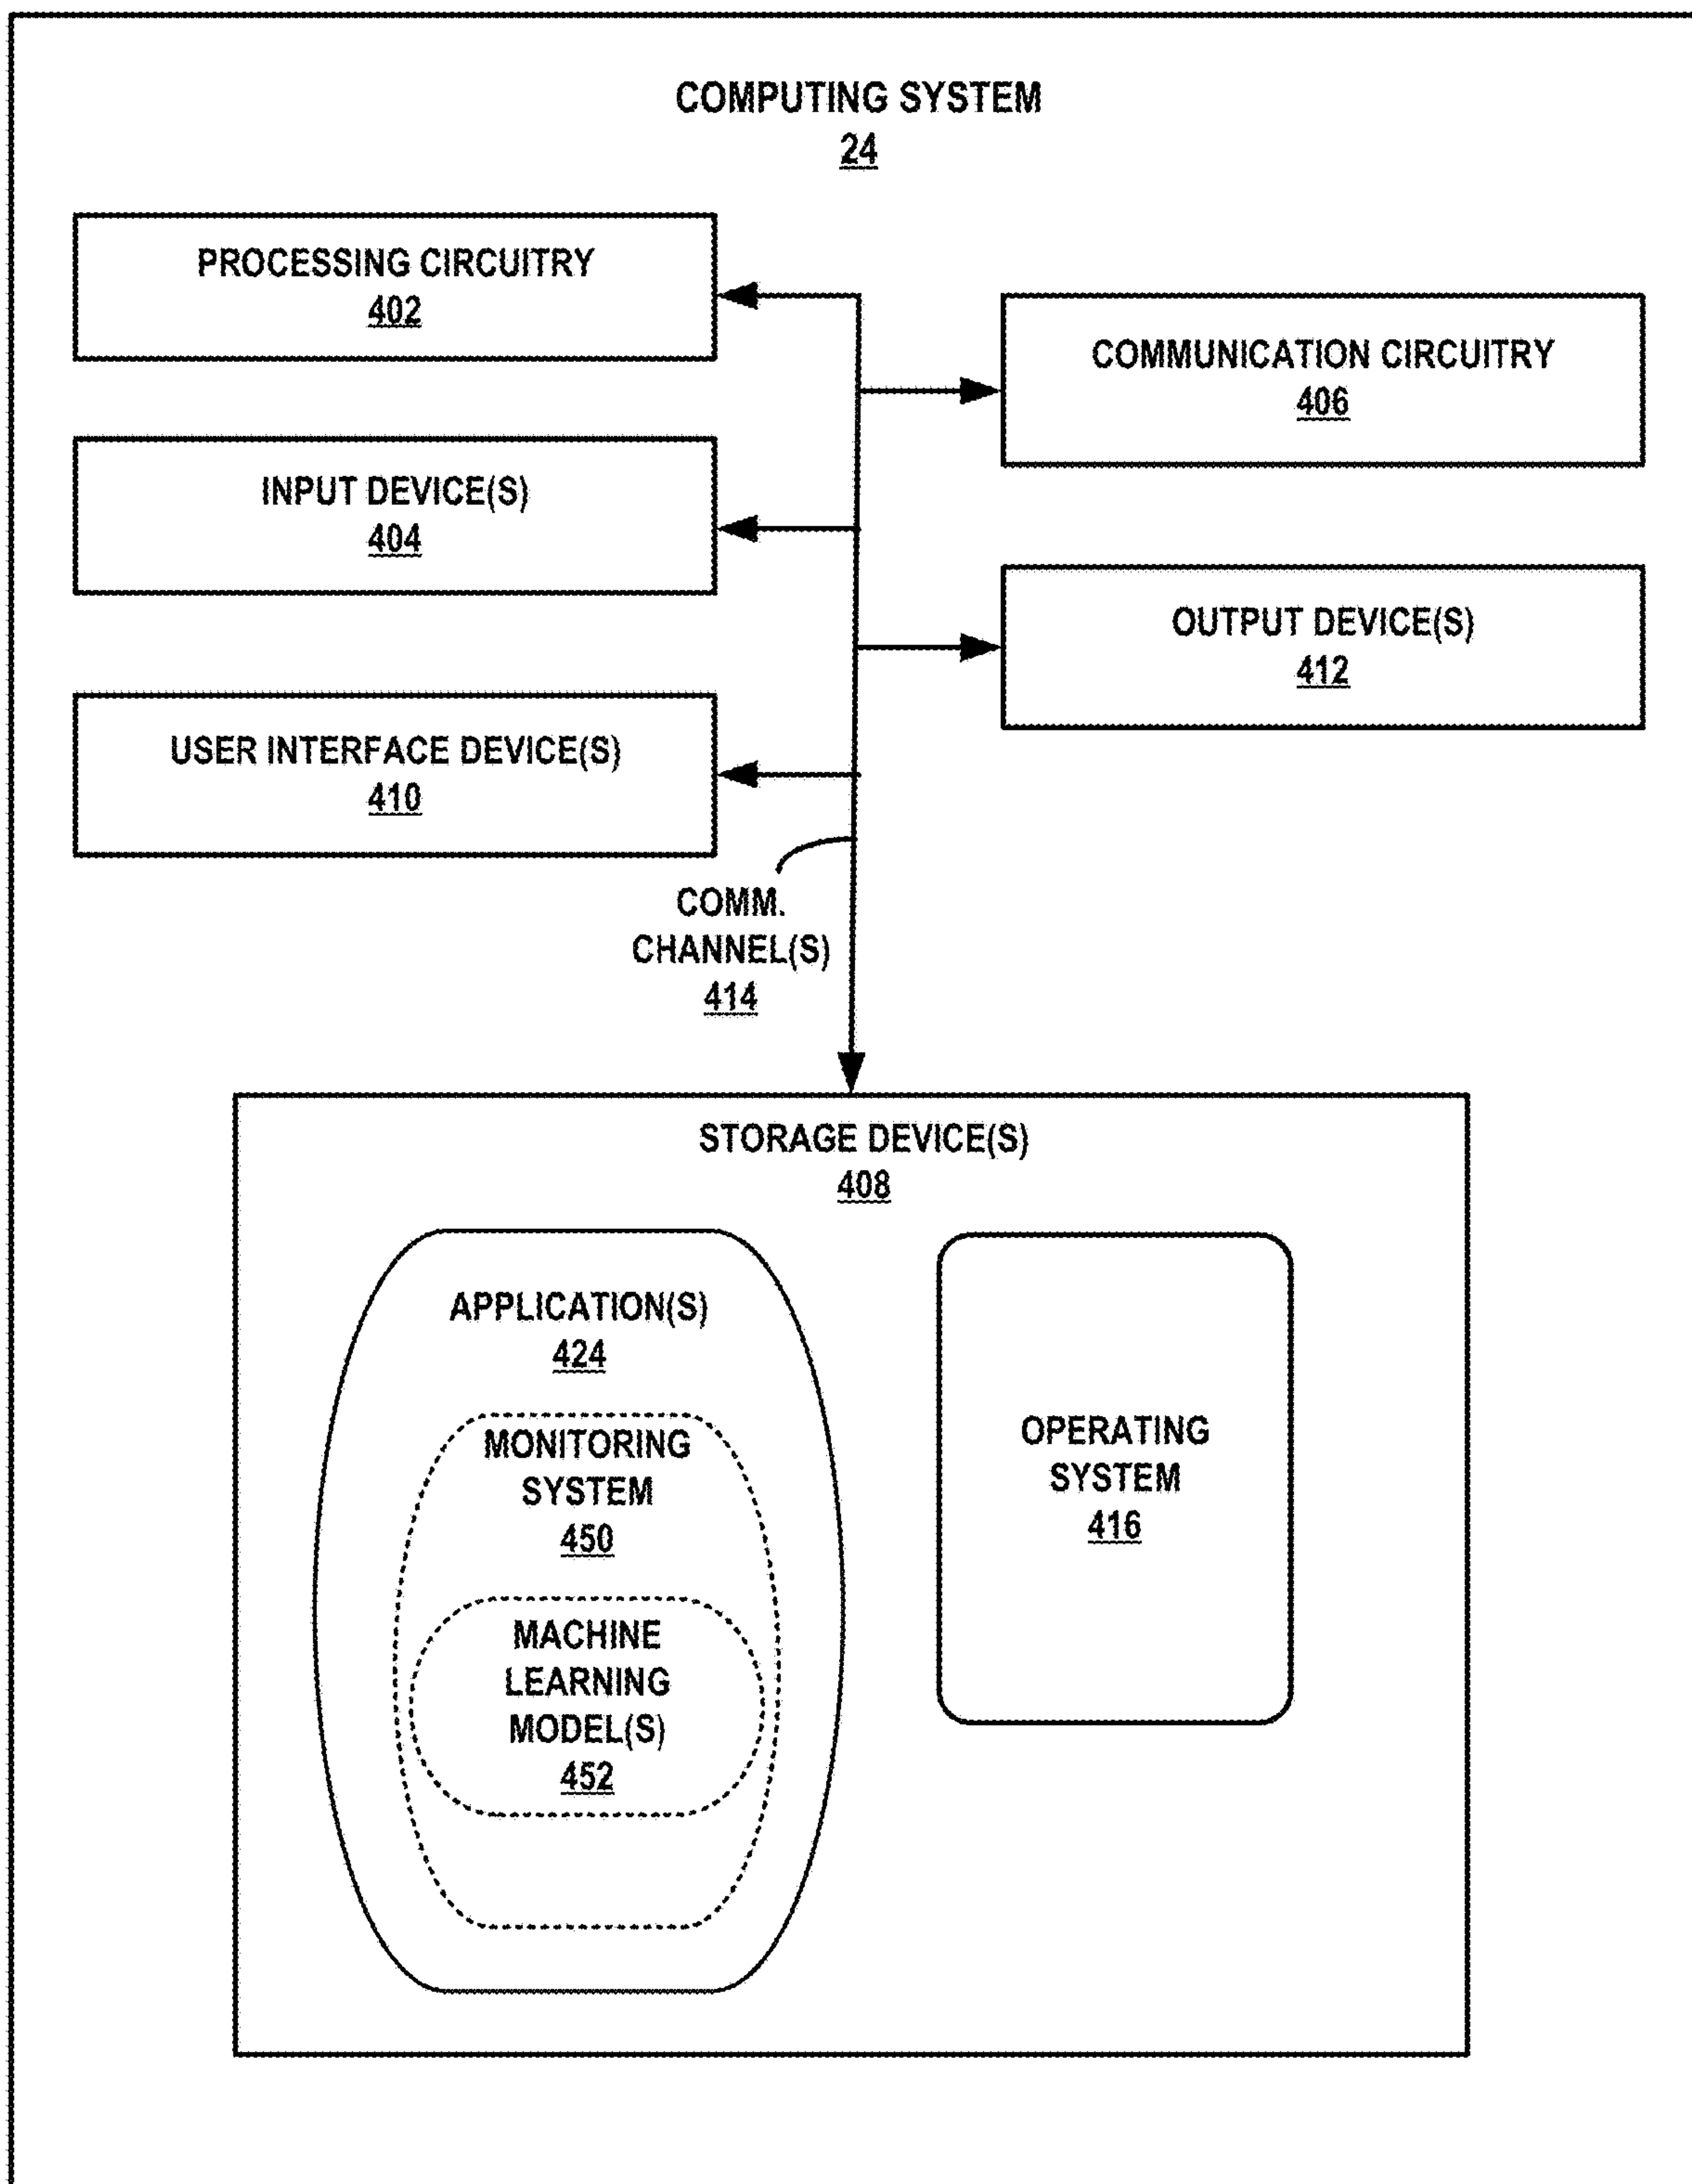 COMPUTING SYSTEM
24
PROCESSING CIRCUITRY
402
COMMUNICATION CIRCUITRY
406
INPUT DEVICE(S)
404
OUTPUT DEVICE(S)
412
USER INTERFACE DEVICE(S)
410
COMM.
CHANNEL(S)
414
STORAGE DEVICE(S)
408
APPLICATION(S)
424
MONITORING
SYSTEM
450
MACHINE
LEARNING
MODEL(S)
452
OPERATING
SYSTEM
416